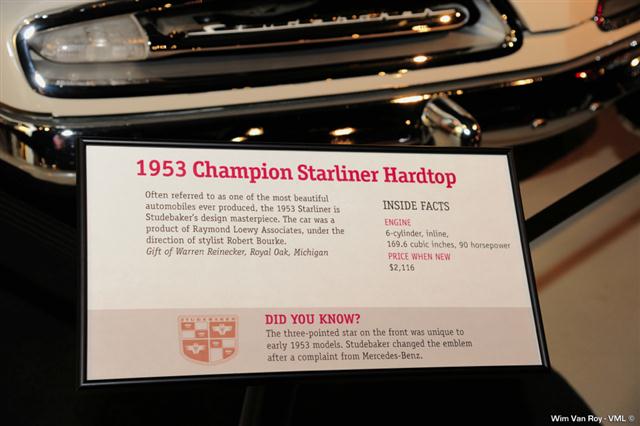 Studebaker
1953 Champion Starliner Hardtop
Often referred to as one of the most beautiful
automobiles ever produced, the 1953 Starliner is
Studebaker's design masterpiece. The car was a
product of Raymond Loewy Associates, under the
direction of stylist Robert Bourke.
Gift of Warren Reinecker, Royal Oak, Michigan
INSIDE FACTS
ENGINE
6-cylinder, inline,
169.6 cubic inches, 90 horsepower
PRICE WHEN NEW
$2,116
STUDEBAKER
DID YOU KNOW?
The three-pointed star on the front was unique to
early 1953 models. Studebaker changed the emblem
after a complaint from Mercedes-Benz.
Wim Van Roy - VML ©